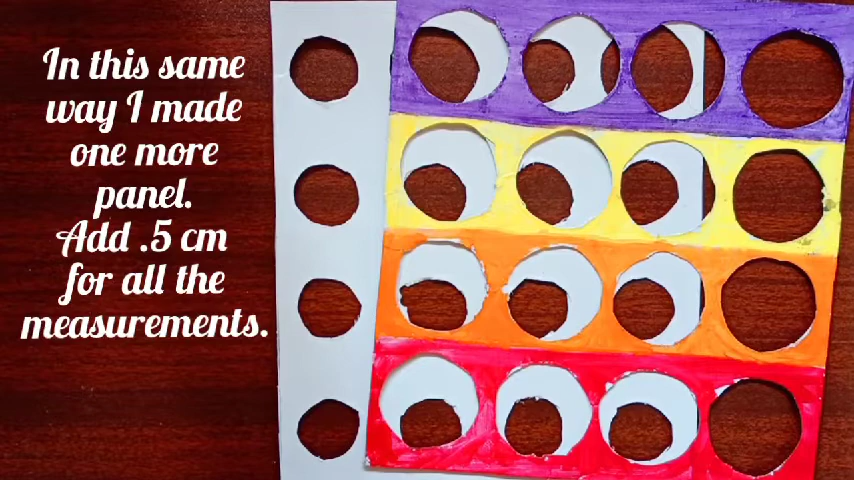 In this same
way I made
one more
panel.
Add .5 cm
for all the
measurements.